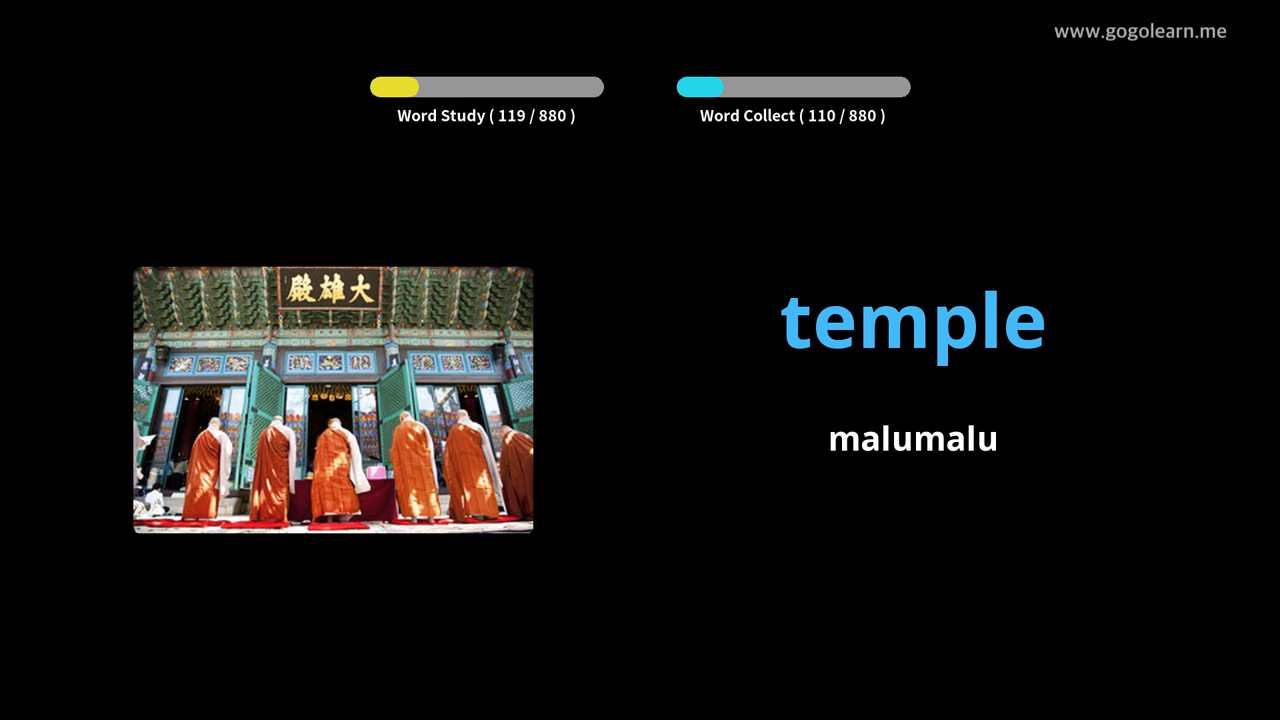 www.gogolearn.me
Word Study ( 119 / 880 )
Word Collect ( 110 / 880 )
殿雄大
temple
malumalu